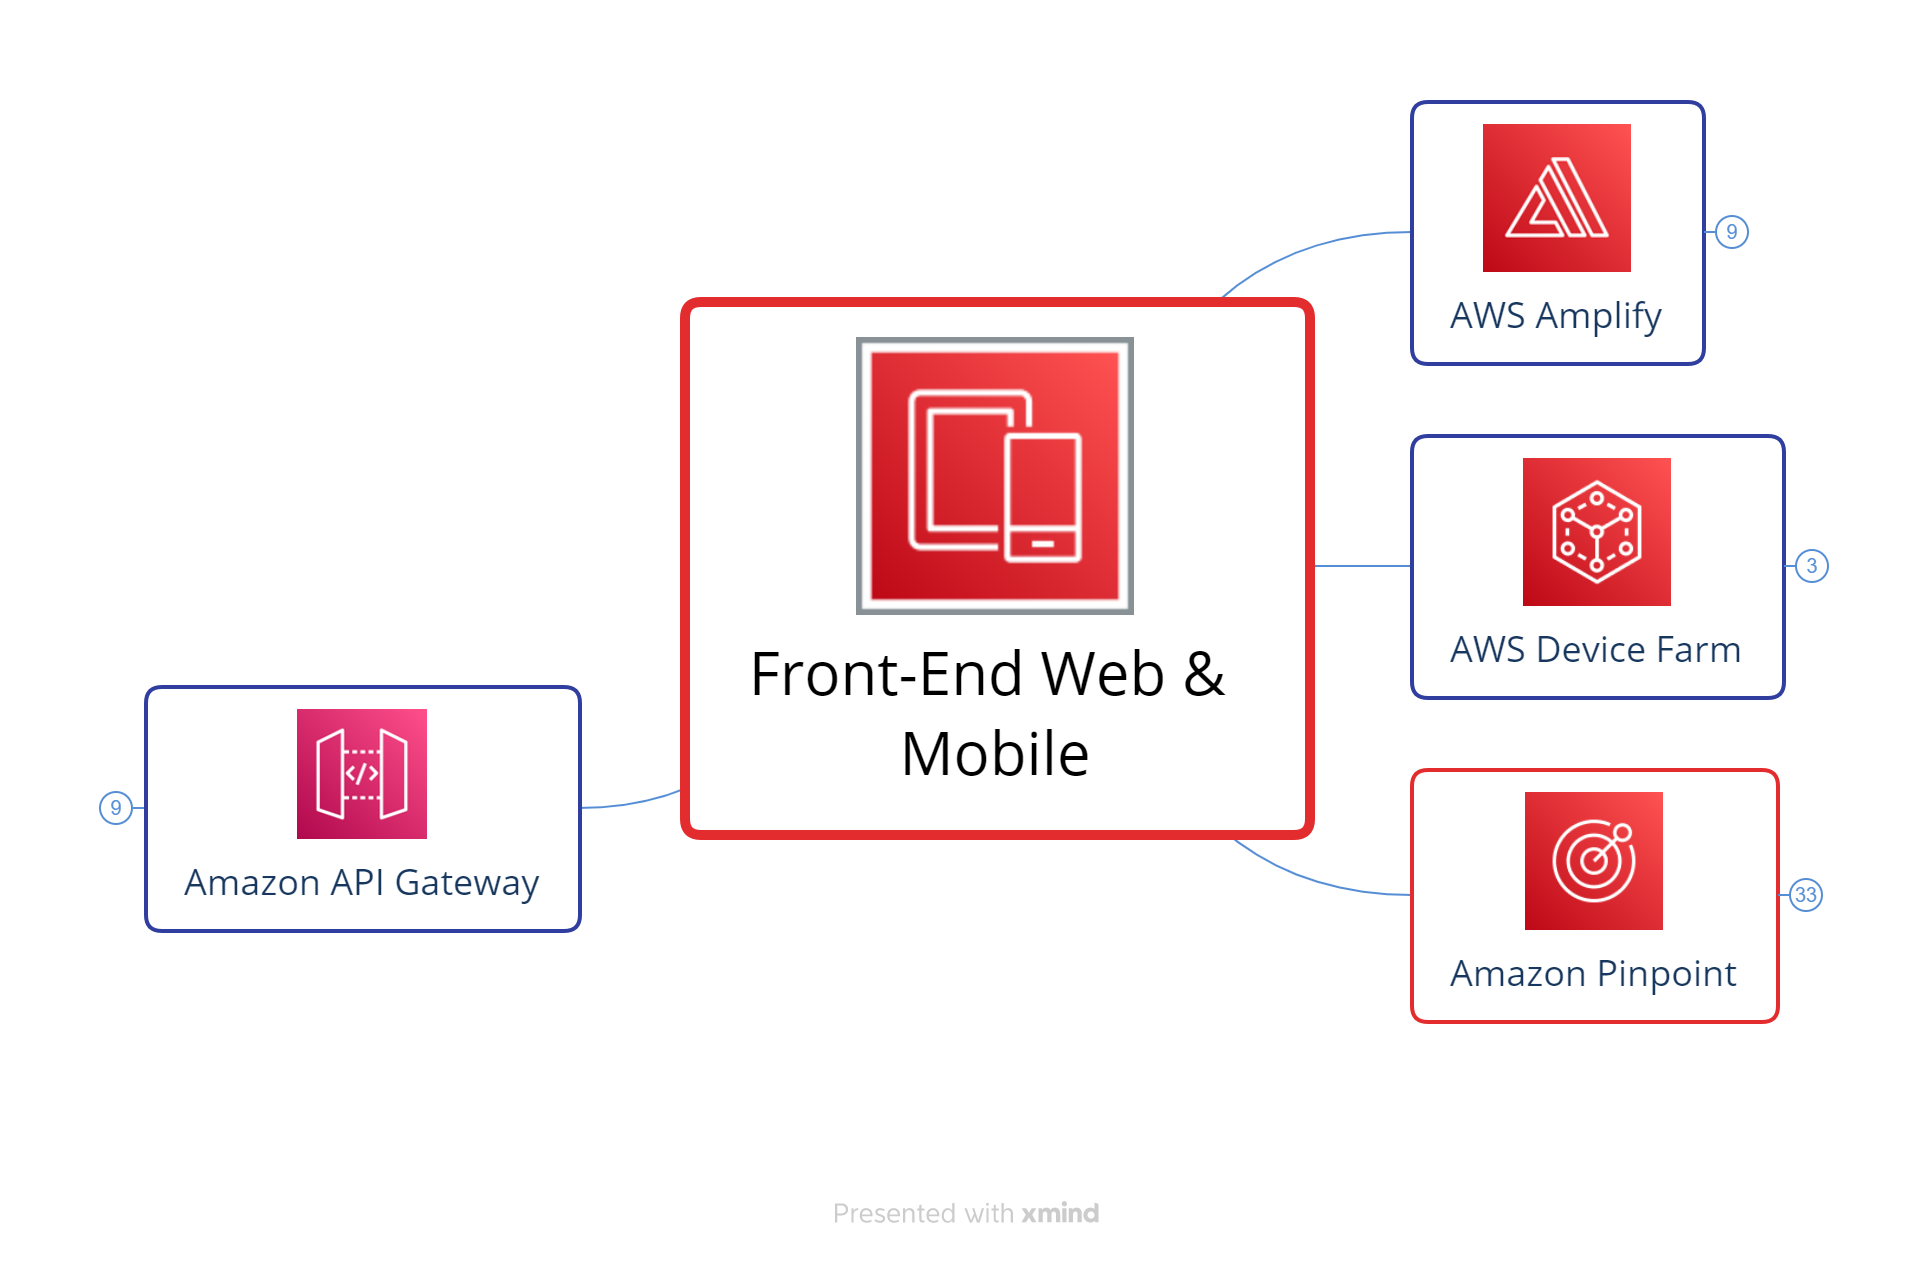 Front-End Web &
Mobile
AWS Amplify
9
AWS Device Farm
3
Amazon Pinpoint
33
</>
Amazon API Gateway
9
Presented with xmind